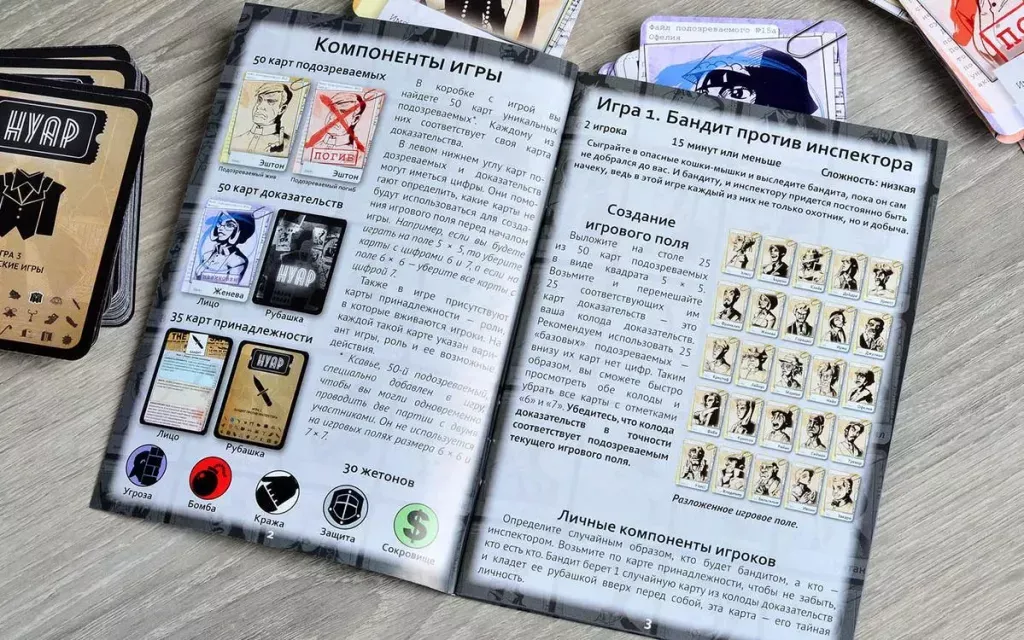 НУАР
ГРА 3
СКИЕ ИГРЫ
Файл подозреваемого №15а
Офелия
Компоненты игры
50 карт подозреваемых
Эштон
Подозреваемый жив
ПОГИБ
Эштон
Подозреваемый погиб
50 карт доказательств
Женева
Лицо
НУАР
Рубашка
35 карт принадлежности
Лицо
НУАР
Рубашка
В коробке с игрой вы
найдете 50 карт уникальных
подозреваемых*. Каждому из
них соответствует своя карта
доказательства.
В левом нижнем углу карт по-
дозреваемых и доказательств
могут иметься цифры. Они помо-
гают определить, какие карты не
будут использоваться для созда-
ния игрового поля перед началом
игры. Например, если вы будете
играть на поле 5 × 5, то уберите
карты с цифрами 6 и 7, а если на
поле 6 × 6 — уберите все карты с
цифрой 7.
Также в игре присутствуют
карты принадлежности — роли,
в которые вживаются игроки. На
каждой такой карте указан вари-
ант игры, роль и ее возможные
действия.
* Ксавье, 50-й подозреваемый,
специально добавлен в игру,
чтобы вы могли одновременно
проводить две партии с двумя
участниками. Он не используется
на игровых полях размера 6 × 6 и
7 × 7.
30 жетонов
Угроза
Бомба
Кража
Защита
Сокровище
2
Игра 1. Бандит против инспектора
2 игрока
15 минут или меньше
Сложность: низкая
Сыграйте в опасные кошки-мышки и выследите бандита, пока он сам
не добрался до вас. И бандиту, и инспектору придется постоянно быть
начеку, ведь в этой игре каждый из них не только охотник, но и добыча.
Создание
игрового поля
Выложите на столе 25
из 50 карт подозреваемых
в виде квадрата 5 × 5.
Возьмите и перемешайте
25 соответствующих им
карт доказательств — это
ваша колода доказательств.
Рекомендуем использовать 25
«базовых» подозреваемых —
внизу их карт нет цифр. Таким
образом, вы сможете быстро
просмотреть обе колоды и
убрать все карты с отметками
«6» и «7». Убедитесь, что колода
доказательств в точности
соответствует подозреваемым
текущего игрового поля.
Разложенное игровое поле.
Личные компоненты игроков
Определите случайным образом, кто будет бандитом, а кто —
инспектором. Возьмите по карте принадлежности, чтобы не забыть,
кто есть кто. Бандит берет 1 случайную карту из колоды доказательств
и кладет ее рубашкой вверх перед собой, эта карта — его тайная
личность.
3